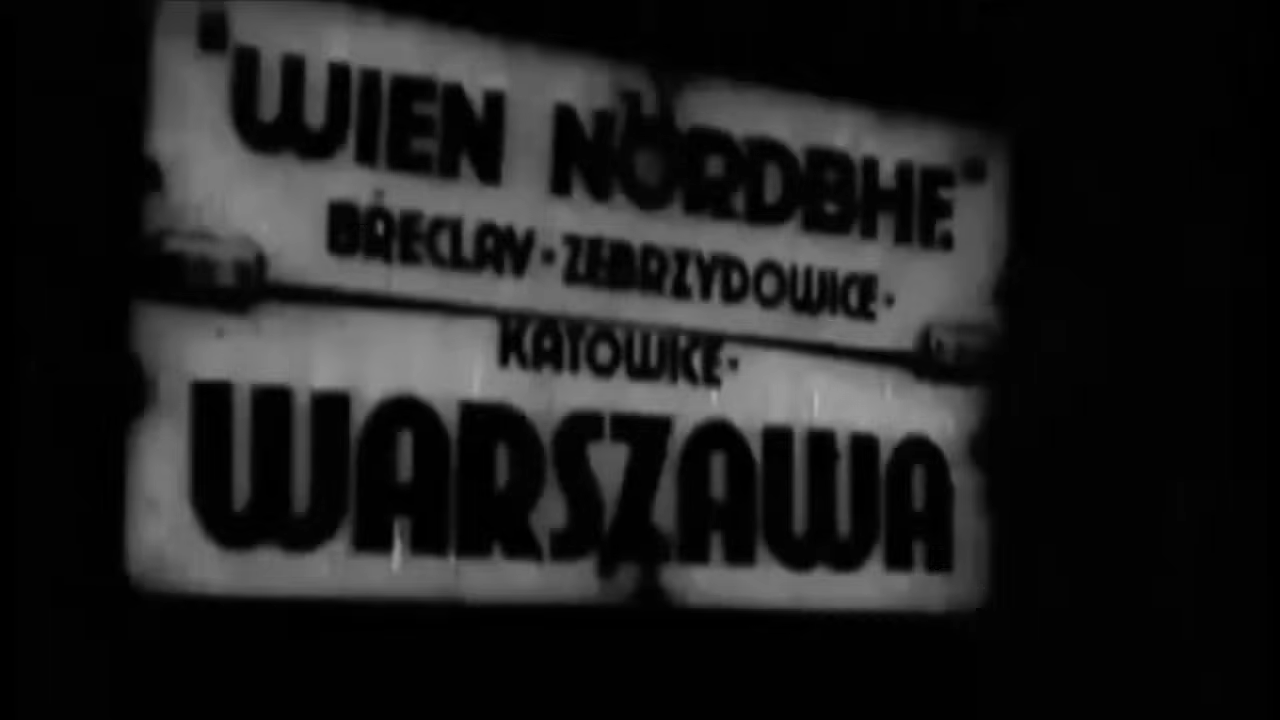 "WIEN NORDBHF."
BŘECLAV · ZEBRZYDOWICE ·
KATOWICE ·
WARSZAWA